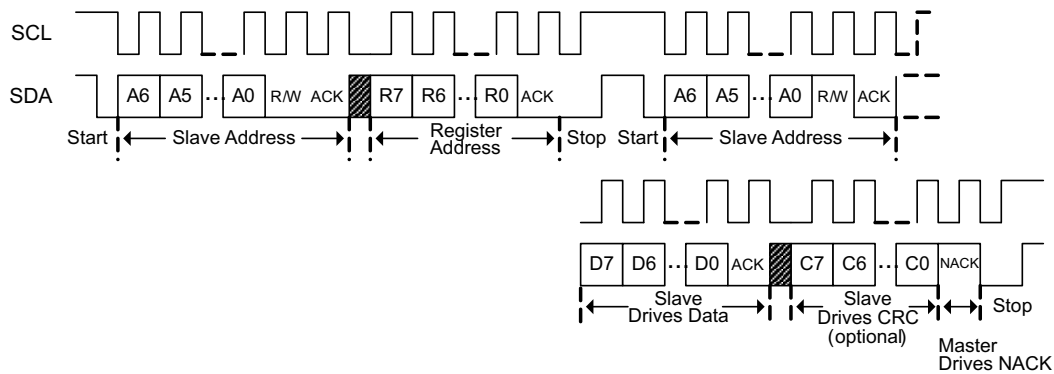 SCL
SDA
A6 A5 ... A0 R/W ACK R7 R6 ... R0 ACK A6 A5 ... A0 R/W ACK
Start Slave Address Register Address Stop Start Slave Address
D7 D6 ... D0 ACK C7 C6 ... C0 NACK
Slave Drives Data
Slave Drives CRC (optional)
Stop
Master Drives NACK